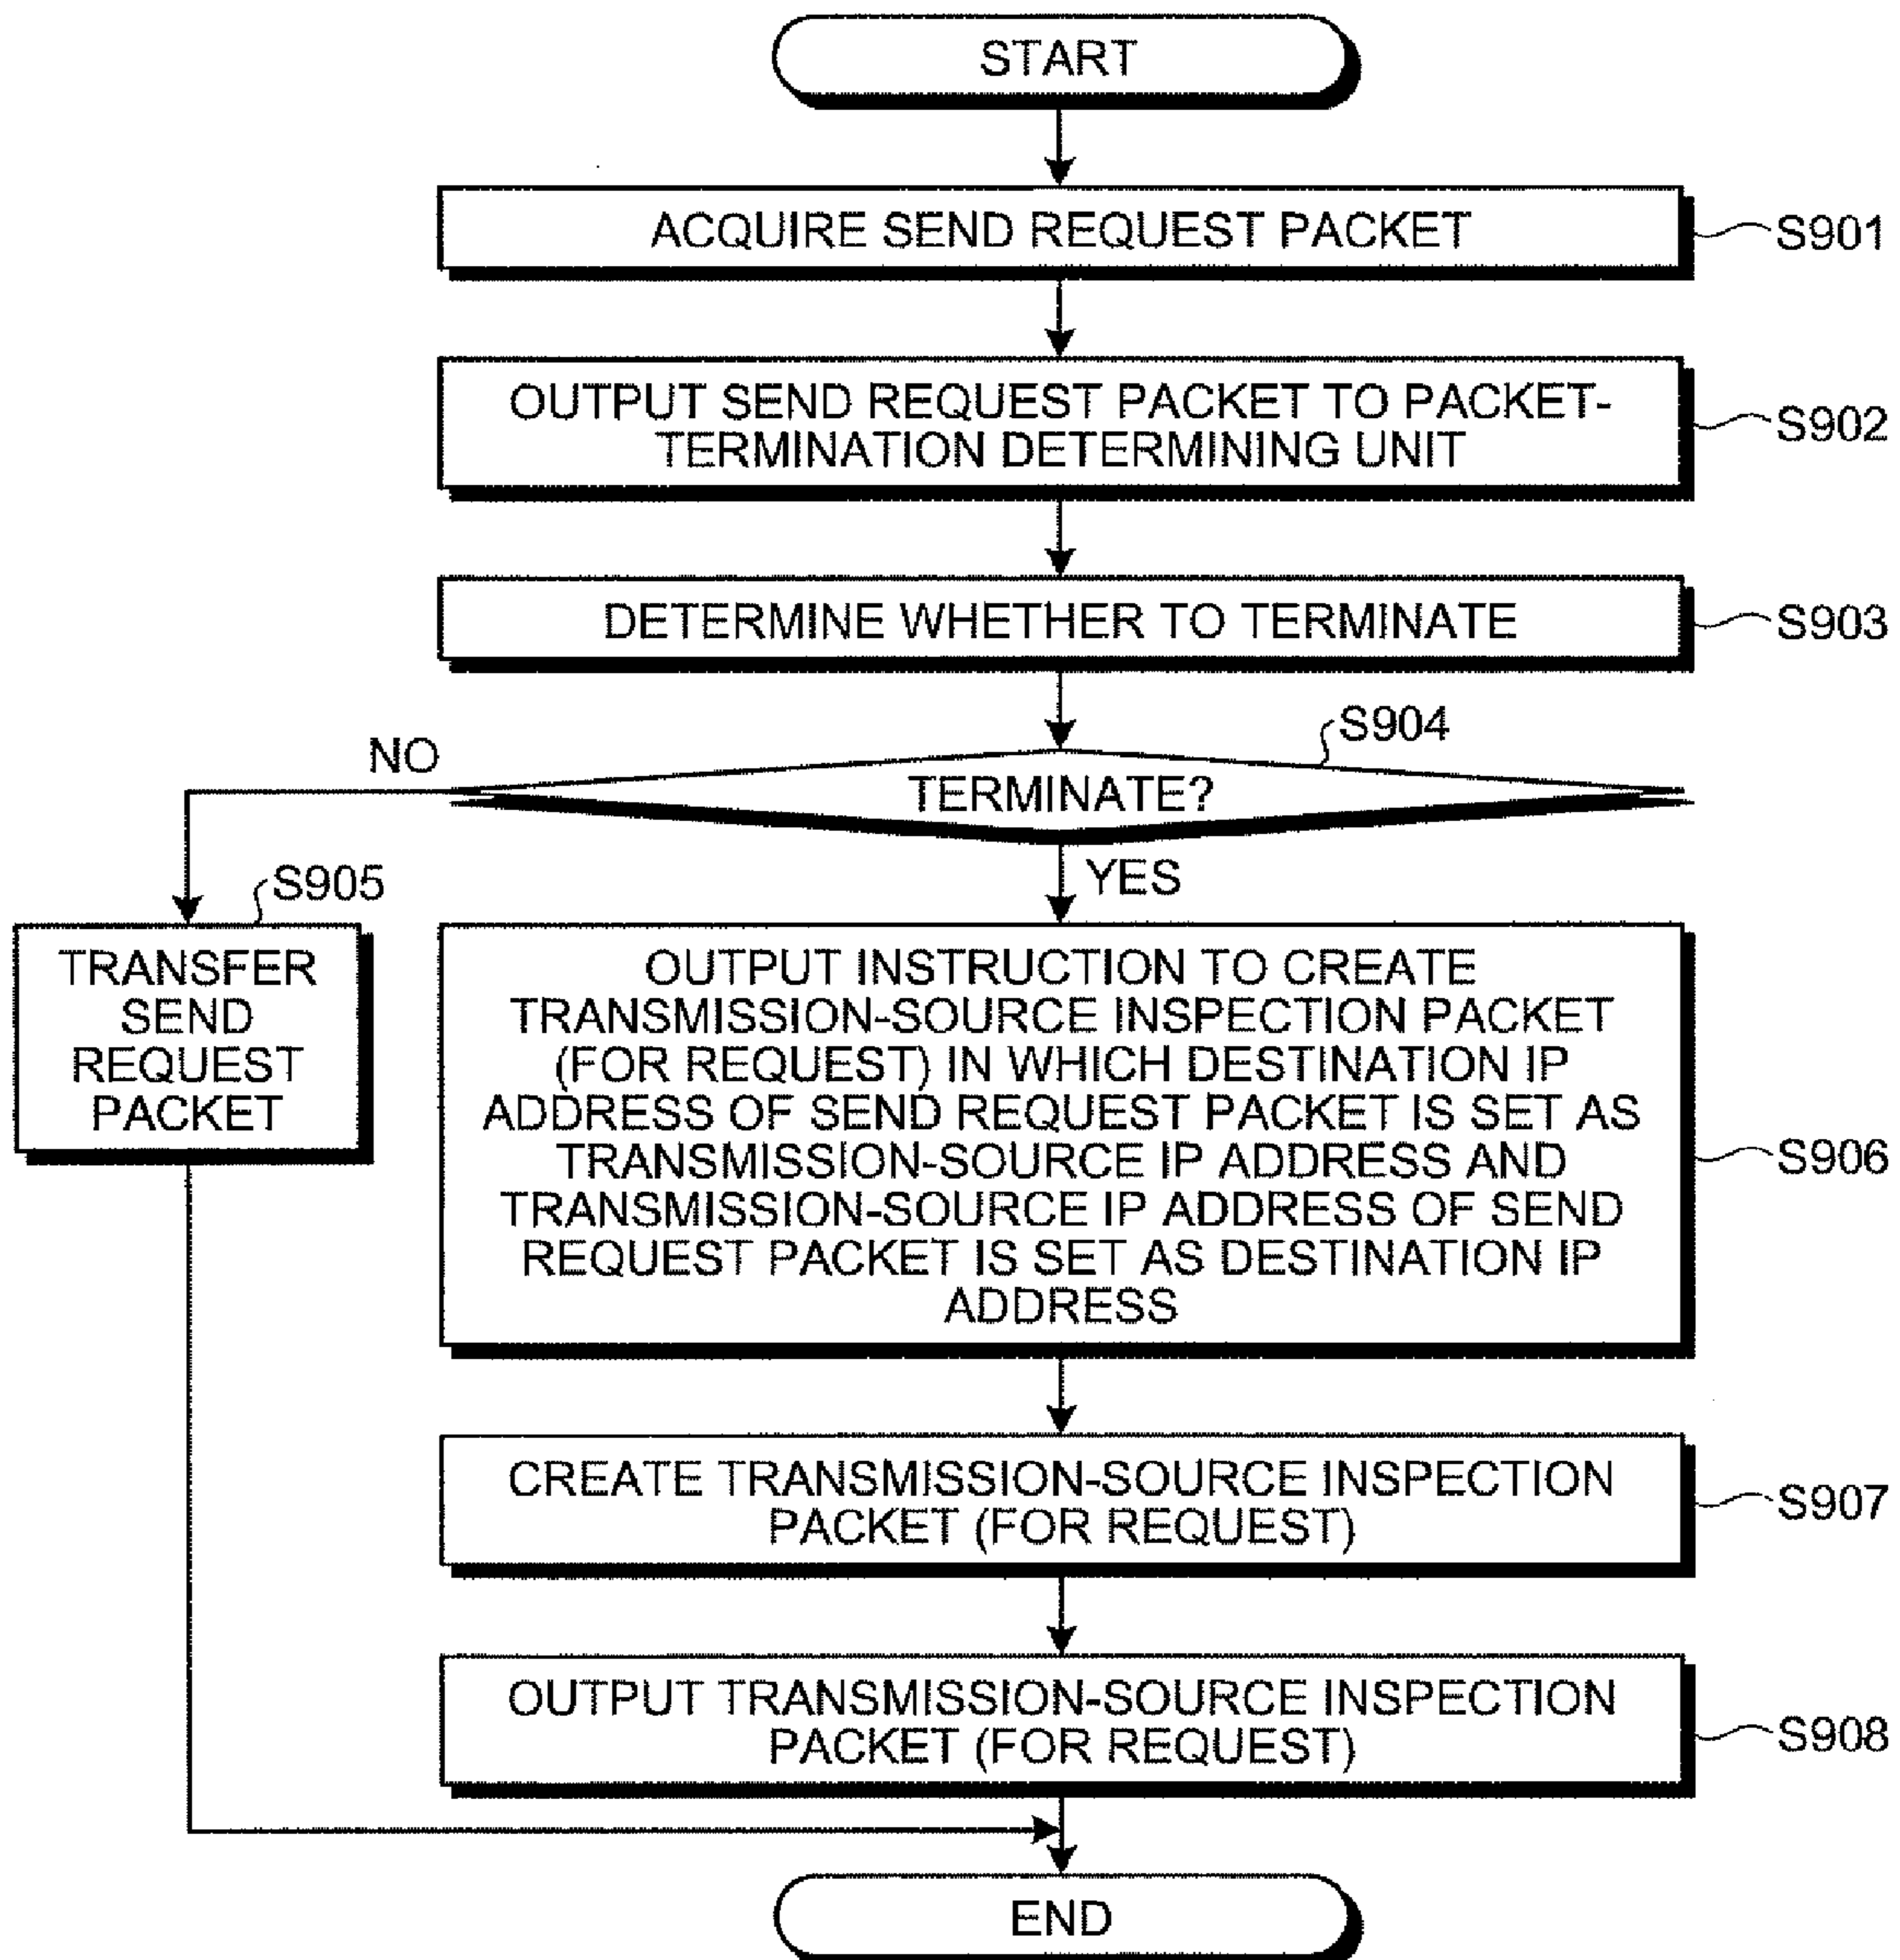 START
ACQUIRE SEND REQUEST PACKET
S901
OUTPUT SEND REQUEST PACKET TO PACKET-
TERMINATION DETERMINING UNIT
S902
DETERMINE WHETHER TO TERMINATE
S903
S904
NO
TERMINATE?
YES
S905
TRANSFER
SEND
REQUEST
PACKET
OUTPUT INSTRUCTION TO CREATE
TRANSMISSION-SOURCE INSPECTION PACKET
(FOR REQUEST) IN WHICH DESTINATION IP
ADDRESS OF SEND REQUEST PACKET IS SET AS
TRANSMISSION-SOURCE IP ADDRESS AND
TRANSMISSION-SOURCE IP ADDRESS OF SEND
REQUEST PACKET IS SET AS DESTINATION IP
ADDRESS
S906
CREATE TRANSMISSION-SOURCE INSPECTION
PACKET (FOR REQUEST)
S907
OUTPUT TRANSMISSION-SOURCE INSPECTION
PACKET (FOR REQUEST)
S908
END